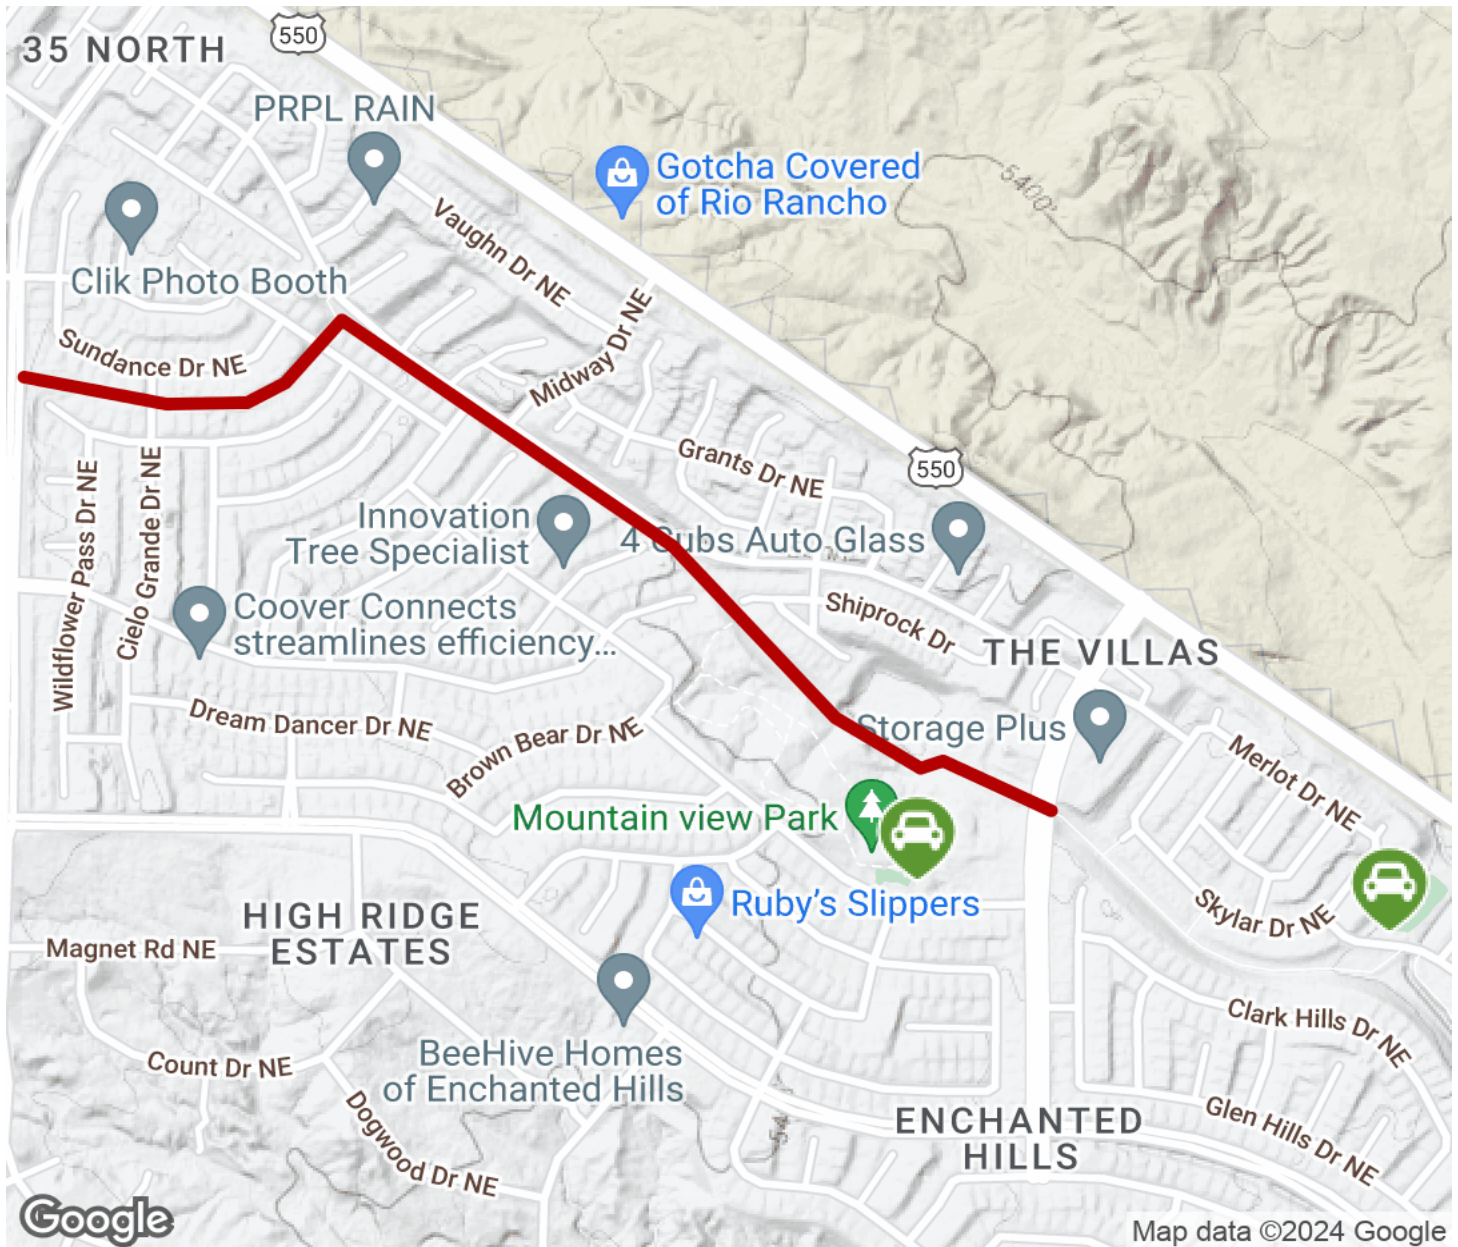 550
35 NORTH
PRPL RAIN
Gotcha Covered
of Rio Rancho
5400'
Vaughn Dr NE
Clik Photo Booth
Midway Dr NE
Sundance Dr NE
Grants Dr NE
550
Wildflower Pass Dr NE
Cielo Grande Dr NE
Innovation
Tree Specialist
4 Cubs Auto Glass
Coover Connects
streamlines efficiency...
Shiprock Dr
THE VILLAS
Dream Dancer Dr NE
Brown Bear Dr NE
Storage Plus
Merlot Dr NE
Mountain view Park
Ruby's Slippers
Skylar Dr NE
HIGH RIDGE
ESTATES
Magnet Rd NE
Clark Hills Dr NE
BeeHive Homes
of Enchanted Hills
Count Dr NE
Dogwood Dr NE
ENCHANTED
HILLS
Glen Hills Dr NE
Google
Map data ©2024 Google